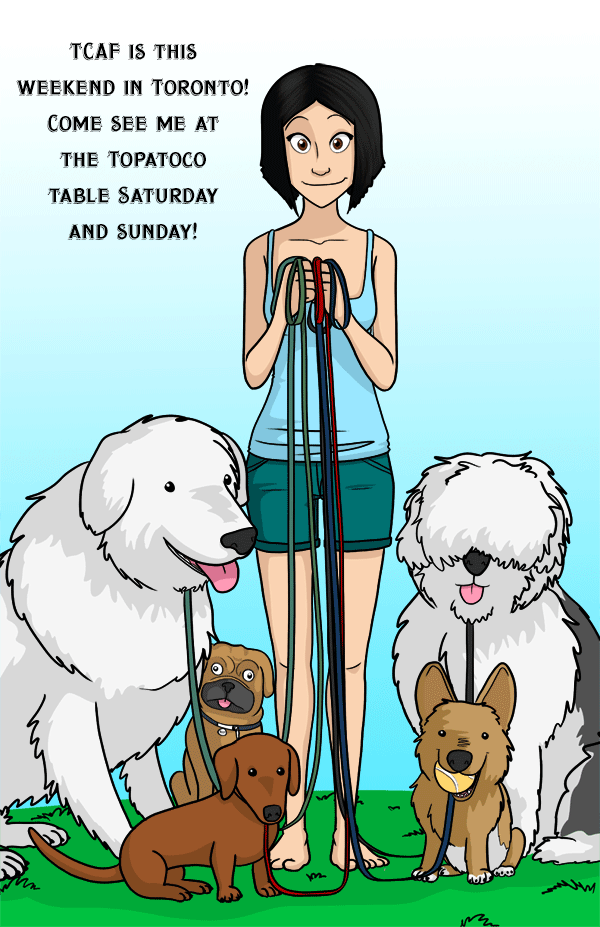 TCAF is this
weekend in Toronto!
Come see me at
the Topatoco
table Saturday
and sunday!